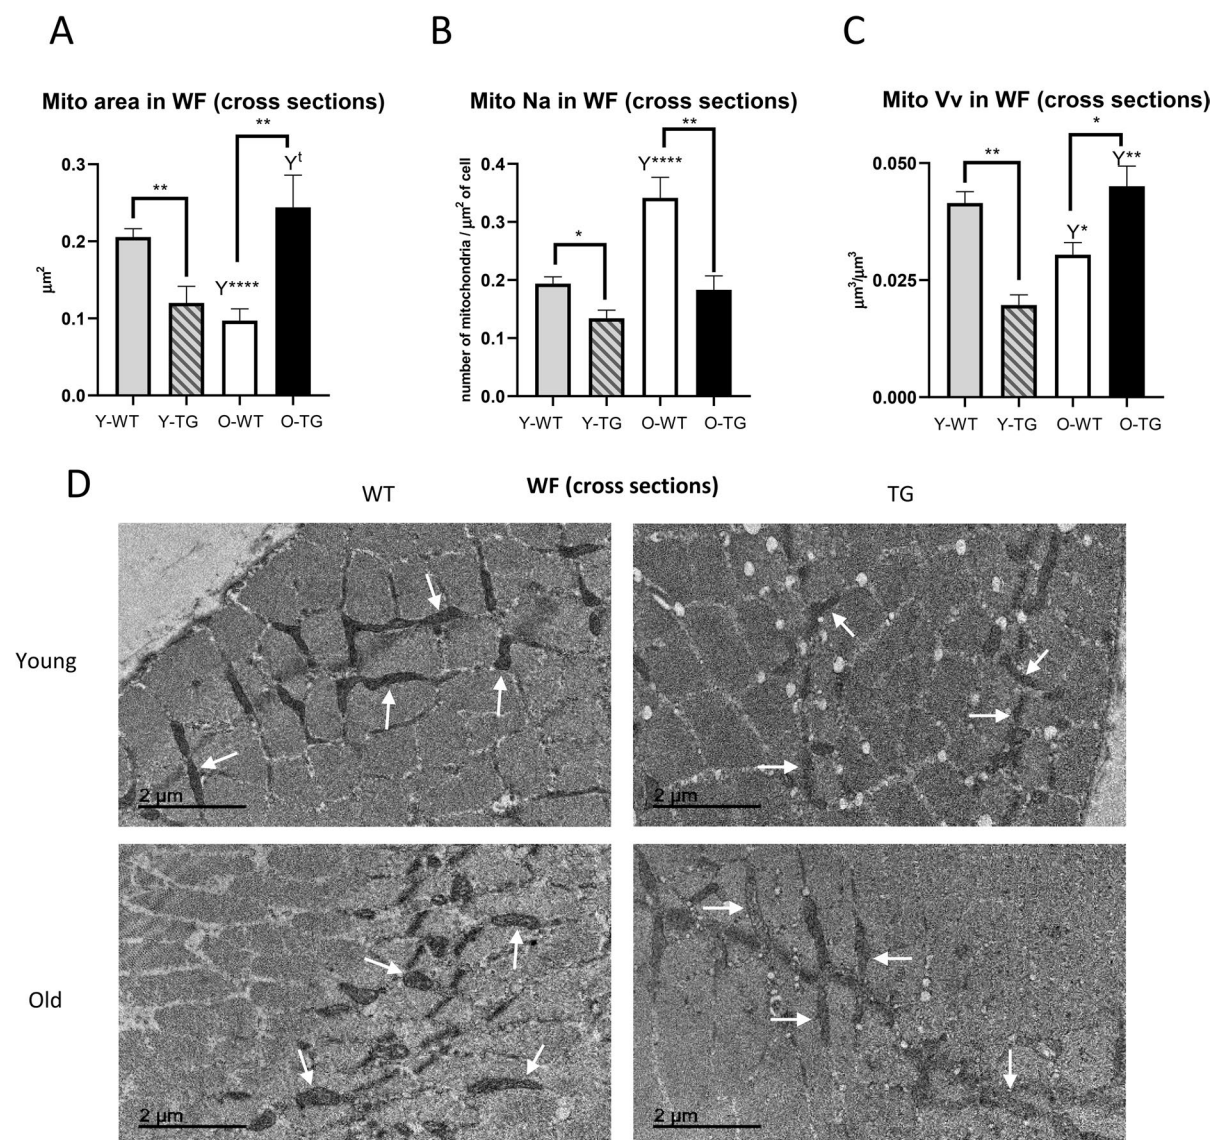 A
B
C
Mito area in WF (cross sections)
Mito Na in WF (cross sections)
Mito Vv in WF (cross sections)
**
**
Yᵗ
Y****
0.3
0.2
0.1
0.0
μm²
Y-WT
Y-TG
O-WT
O-TG
**
*
Y****
0.4
0.3
0.2
0.1
0.0
number of mitochondria / μm² of cell
Y-WT
Y-TG
O-WT
O-TG
*
**
Y**
Y*
0.050
0.025
0.000
μm³/μm³
Y-WT
Y-TG
O-WT
O-TG
D
WF (cross sections)
WT
TG
Young
2 μm
2 μm
Old
2 μm
2 μm